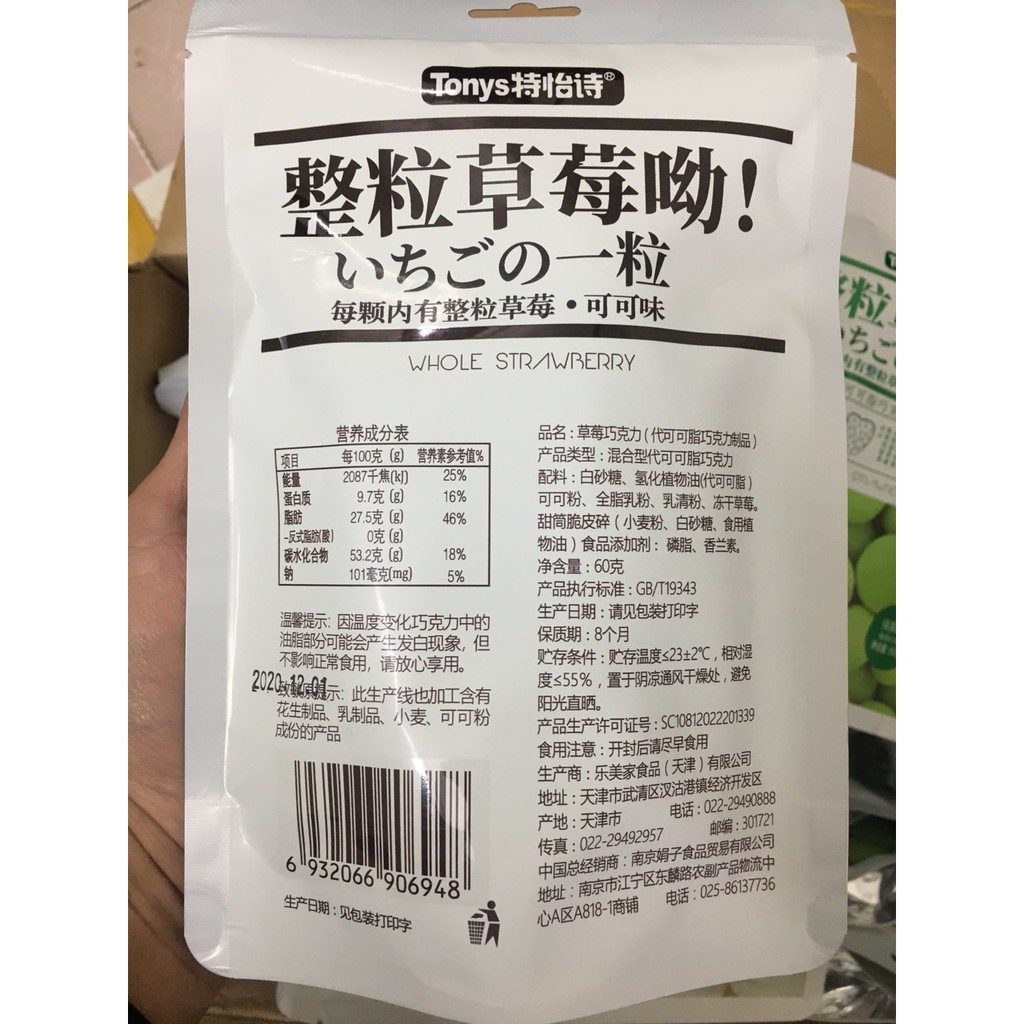 Tonys特怡诗®
整粒草莓呦!
いちごの一粒
每颗内有整粒草莓·可可味
WHOLE STRAWBERRY
营养成分表
项目 每100克 (g) 营养素参考值%
能量 2087千焦(kJ) 25%
蛋白质 9.7克 (g) 16%
脂肪 27.5克 (g) 46%
-反式脂肪(酸) 0克 (g)
碳水化合物 53.2克 (g) 18%
钠 101毫克(mg) 5%
温馨提示: 因温度变化巧克力中的
油脂部分可能会产生发白现象，但
不影响正常食用，请放心享用。
2020.12.01
致敏原提示: 此生产线也加工含有
花生制品、乳制品、小麦、可可粉
成份的产品
6 932066 906948
生产日期: 见包装打印字
品名：草莓巧克力（代可可脂巧克力制品）
产品类型：混合型代可可脂巧克力
配料：白砂糖、氢化植物油(代可可脂）
可可粉、全脂乳粉、乳清粉、冻干草莓。
甜筒脆皮碎（小麦粉、白砂糖、食用植
物油）食品添加剂：磷脂、香兰素。
净含量：60克
产品执行标准：GB/T19343
生产日期：请见包装打印字
保质期：8个月
贮存条件：贮存温度≤23±2℃，相对湿
度≤55%，置于阴凉通风干燥处，避免
阳光直晒。
产品生产许可证号：SC10812022201339
食用注意：开封后请尽早食用
生产商：乐美家食品（天津）有限公司
地址：天津市武清区汊沽港镇经济开发区
产地：天津市 电话：022-29490888
传真：022-29492957 邮编：301721
中国总经销商：南京娟子食品贸易有限公司
地址：南京市江宁区东麟路农副产品物流中
心A区A818-1商铺 电话：025-86137736